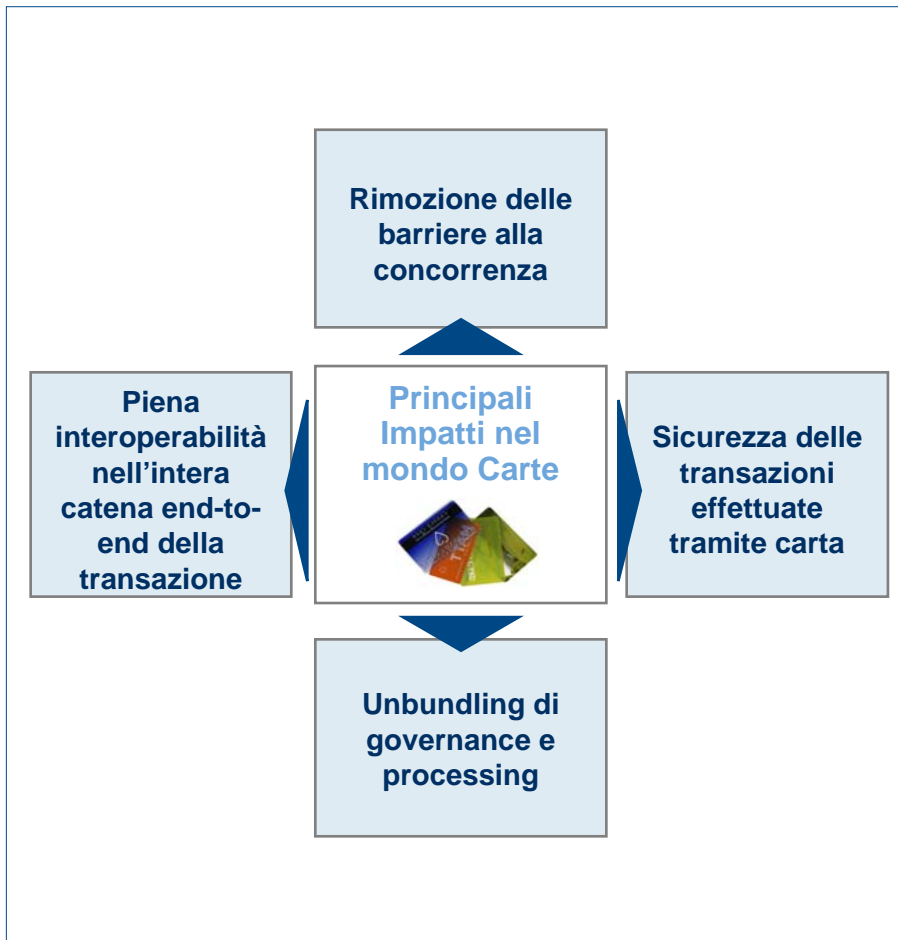 Rimozione delle
barriere alla
concorrenza
Piena
interoperabilità
nell’intera
catena end-to-
end della
transazione
Principali
Impatti nel
mondo Carte
Sicurezza delle
transazioni
effettuate
tramite carta
Unbundling di
governance e
processing